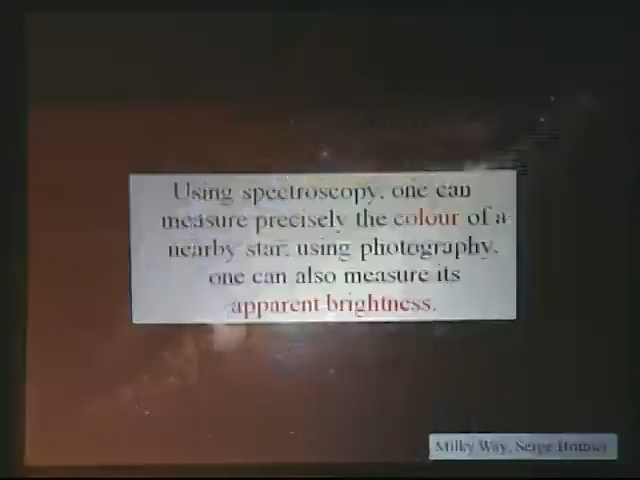 Using spectroscopy, one can
measure precisely the colour of a
nearby star; using photography,
one can also measure its
apparent brightness.
Milky Way, Serge